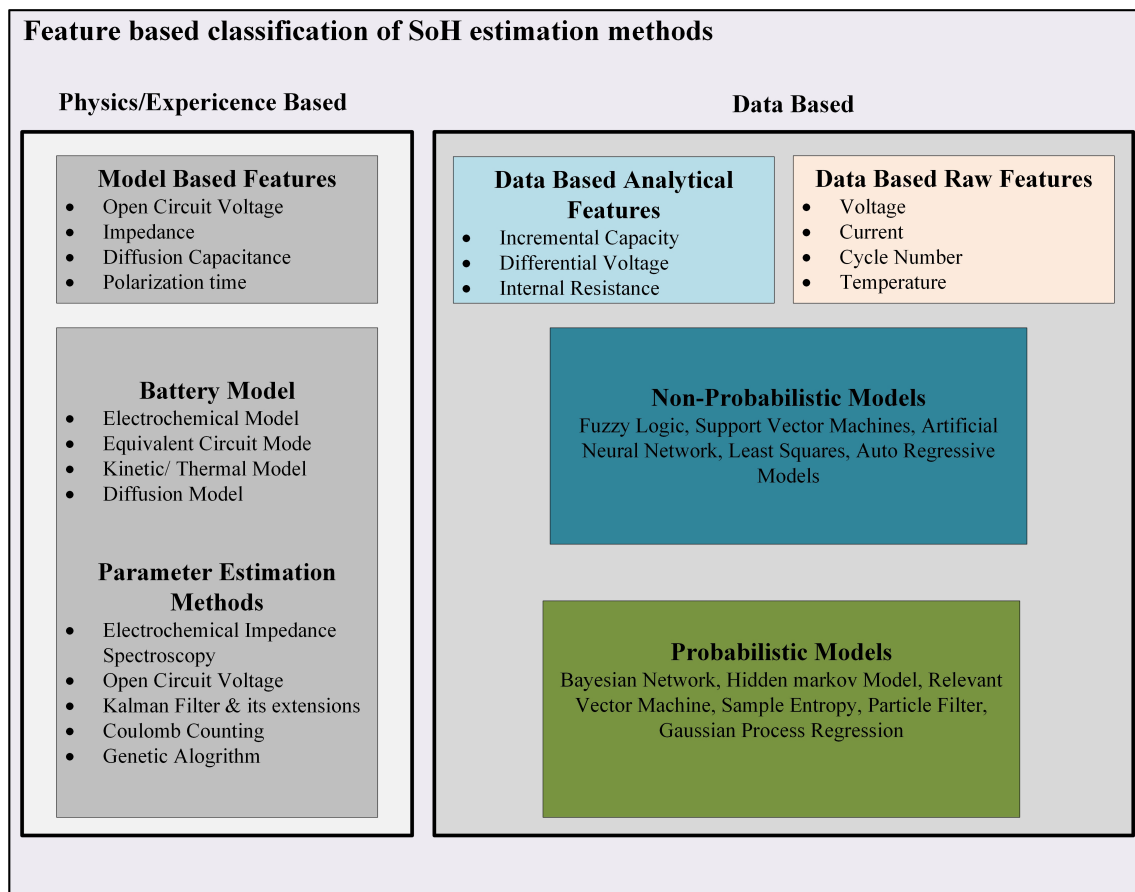 Feature based classification of SoH estimation methods
Physics/Expericence Based
Model Based Features
• Open Circuit Voltage
• Impedance
• Diffusion Capacitance
• Polarization time
Battery Model
• Electrochemical Model
• Equivalent Circuit Mode
• Kinetic/ Thermal Model
• Diffusion Model
Parameter Estimation
Methods
• Electrochemical Impedance
Spectroscopy
• Open Circuit Voltage
• Kalman Filter & its extensions
• Coulomb Counting
• Genetic Alogrithm
Data Based
Data Based Analytical
Features
• Incremental Capacity
• Differential Voltage
• Internal Resistance
Data Based Raw Features
• Voltage
• Current
• Cycle Number
• Temperature
Non-Probabilistic Models
Fuzzy Logic, Support Vector Machines, Artificial
Neural Network, Least Squares, Auto Regressive
Models
Probabilistic Models
Bayesian Network, Hidden markov Model, Relevant
Vector Machine, Sample Entropy, Particle Filter,
Gaussian Process Regression